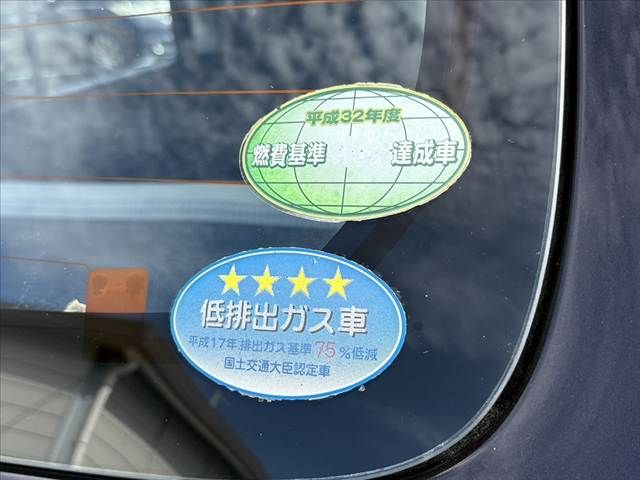 平成32年度
燃費基準 達成車
低排出ガス車
平成17年排出ガス基準75%低減
国土交通大臣認定車